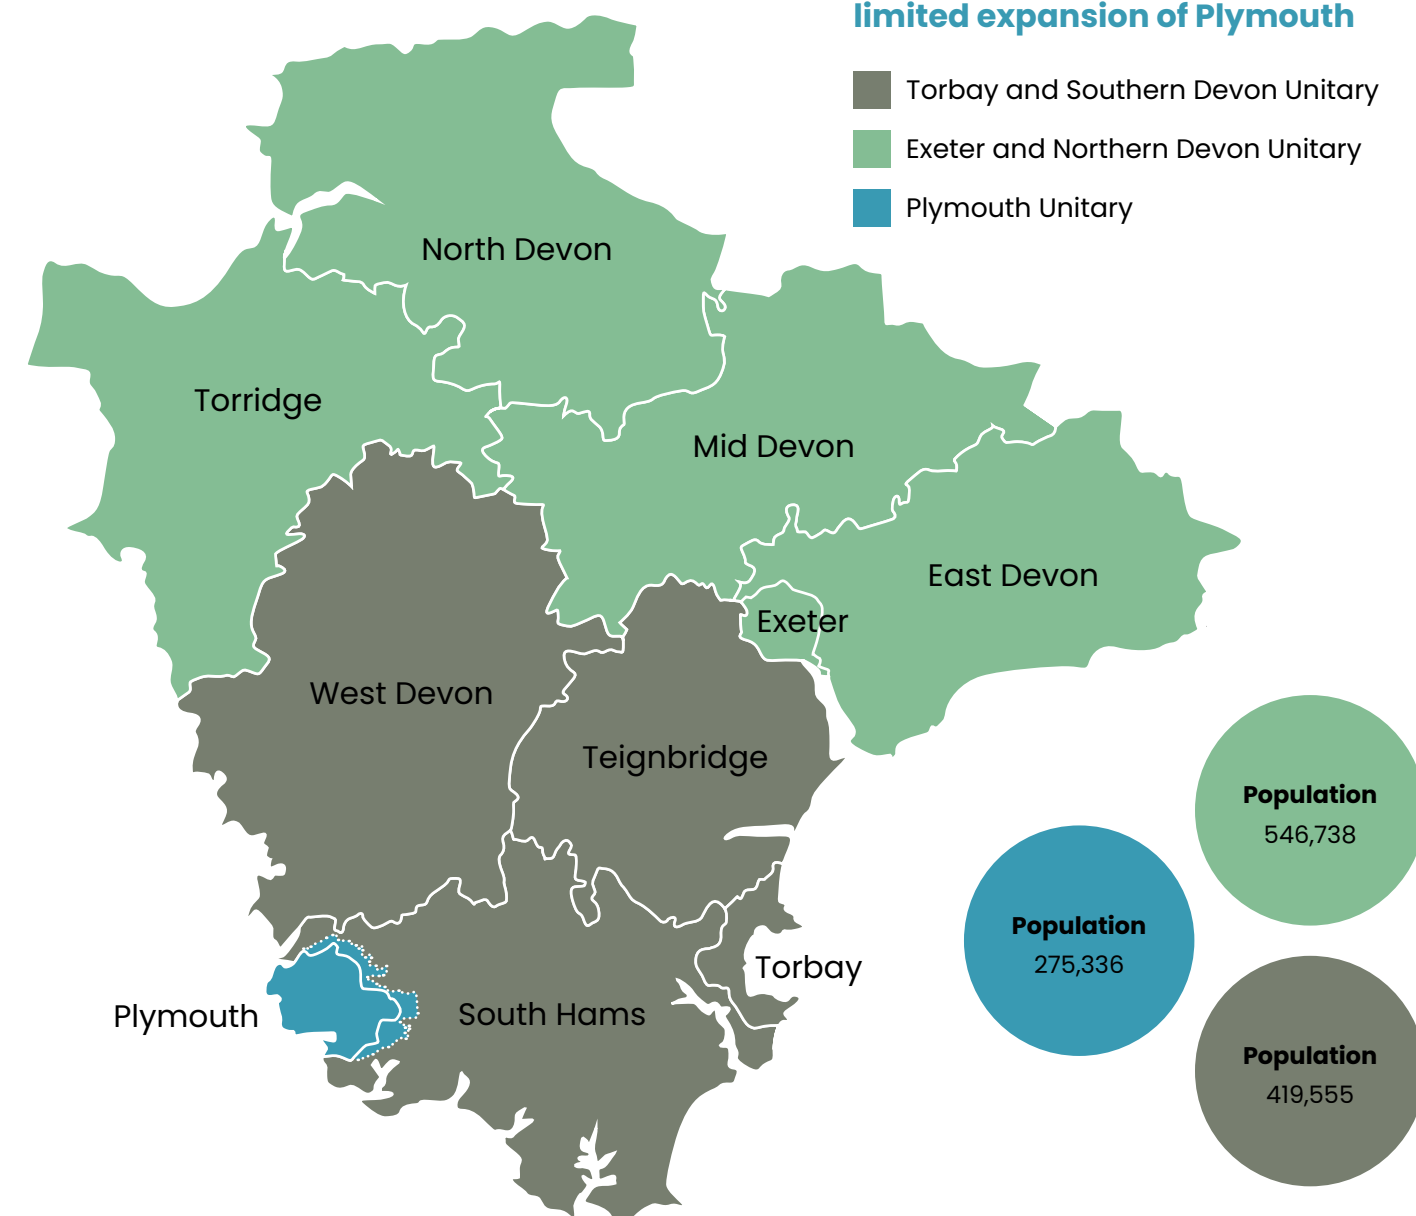 limited expansion of Plymouth
Torbay and Southern Devon Unitary
Exeter and Northern Devon Unitary
Plymouth Unitary
North Devon
Torridge
Mid Devon
East Devon
Exeter
West Devon
Teignbridge
Torbay
Plymouth
South Hams
Population
546,738
Population
275,336
Population
419,555